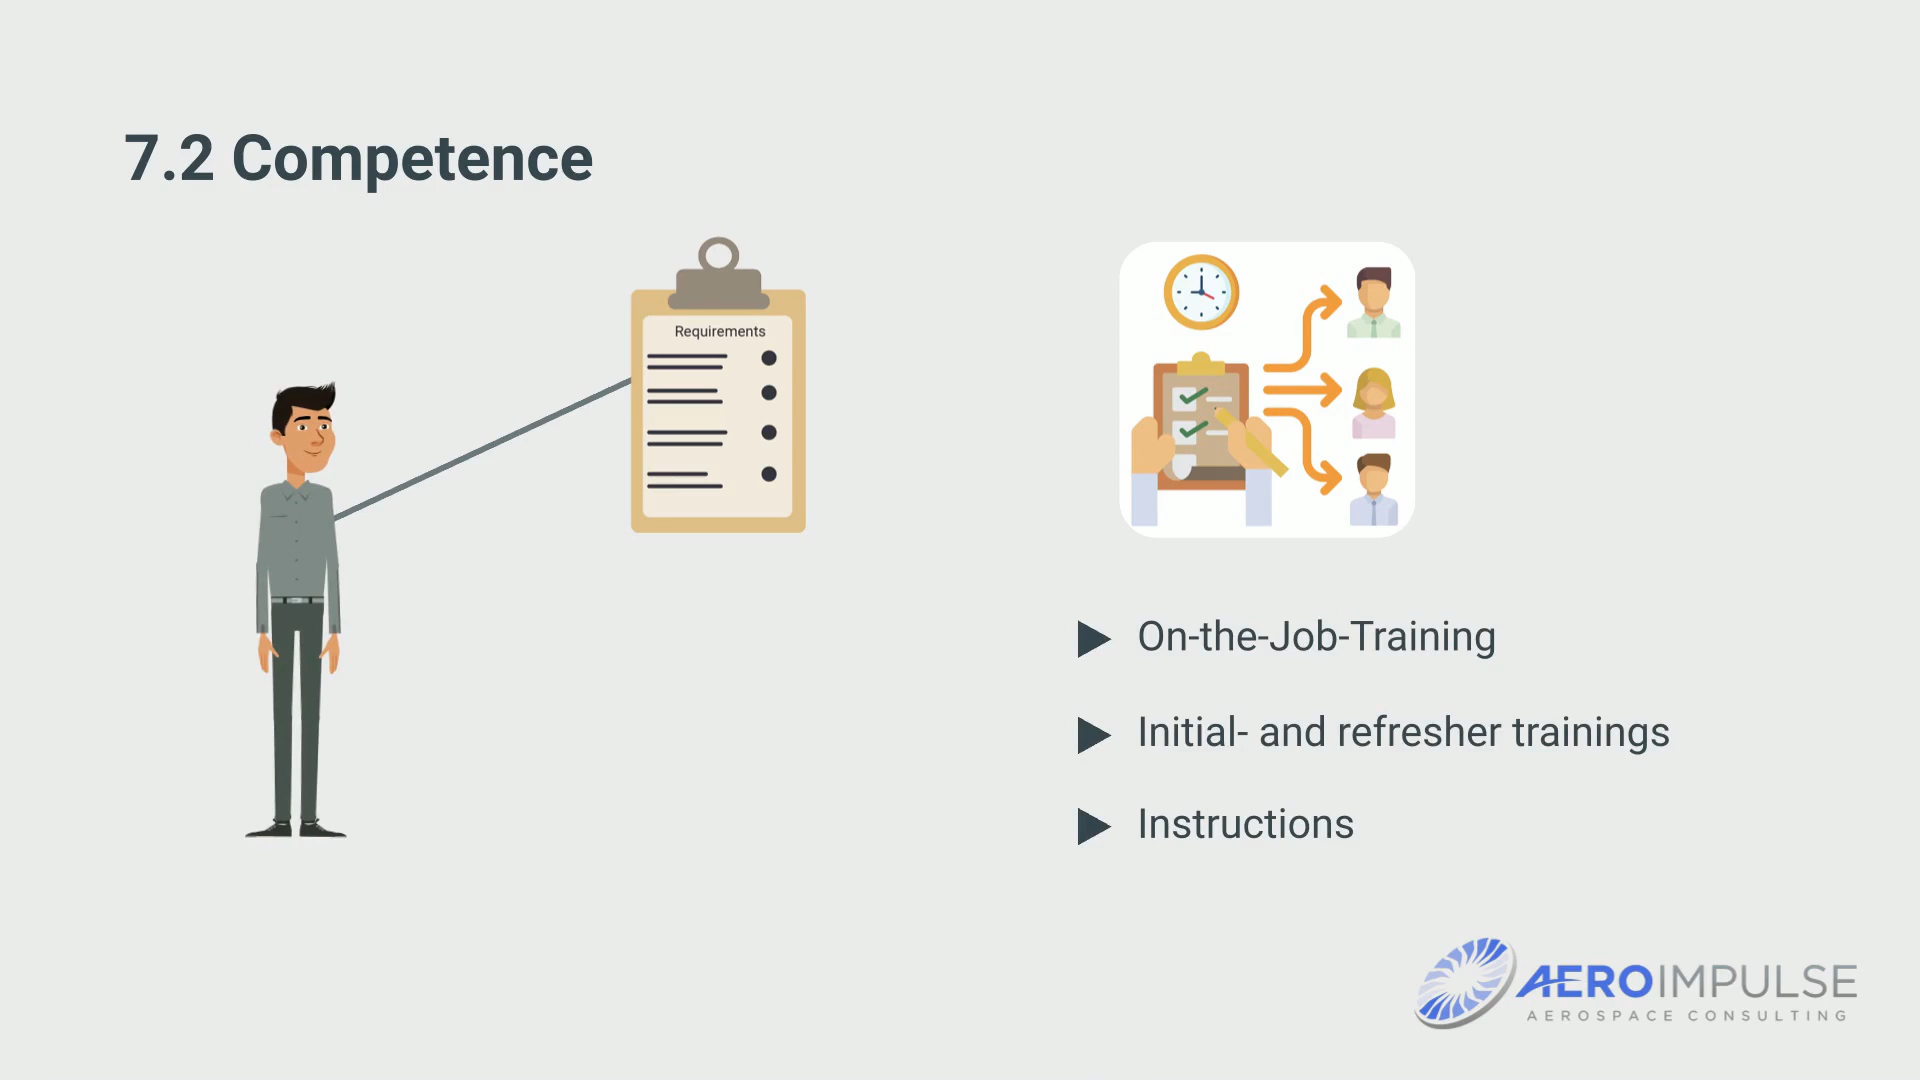 7.2 Competence
Requirements
On-the-Job-Training
Initial- and refresher trainings
Instructions
AEROIMPULSE
AEROSPACE CONSULTING